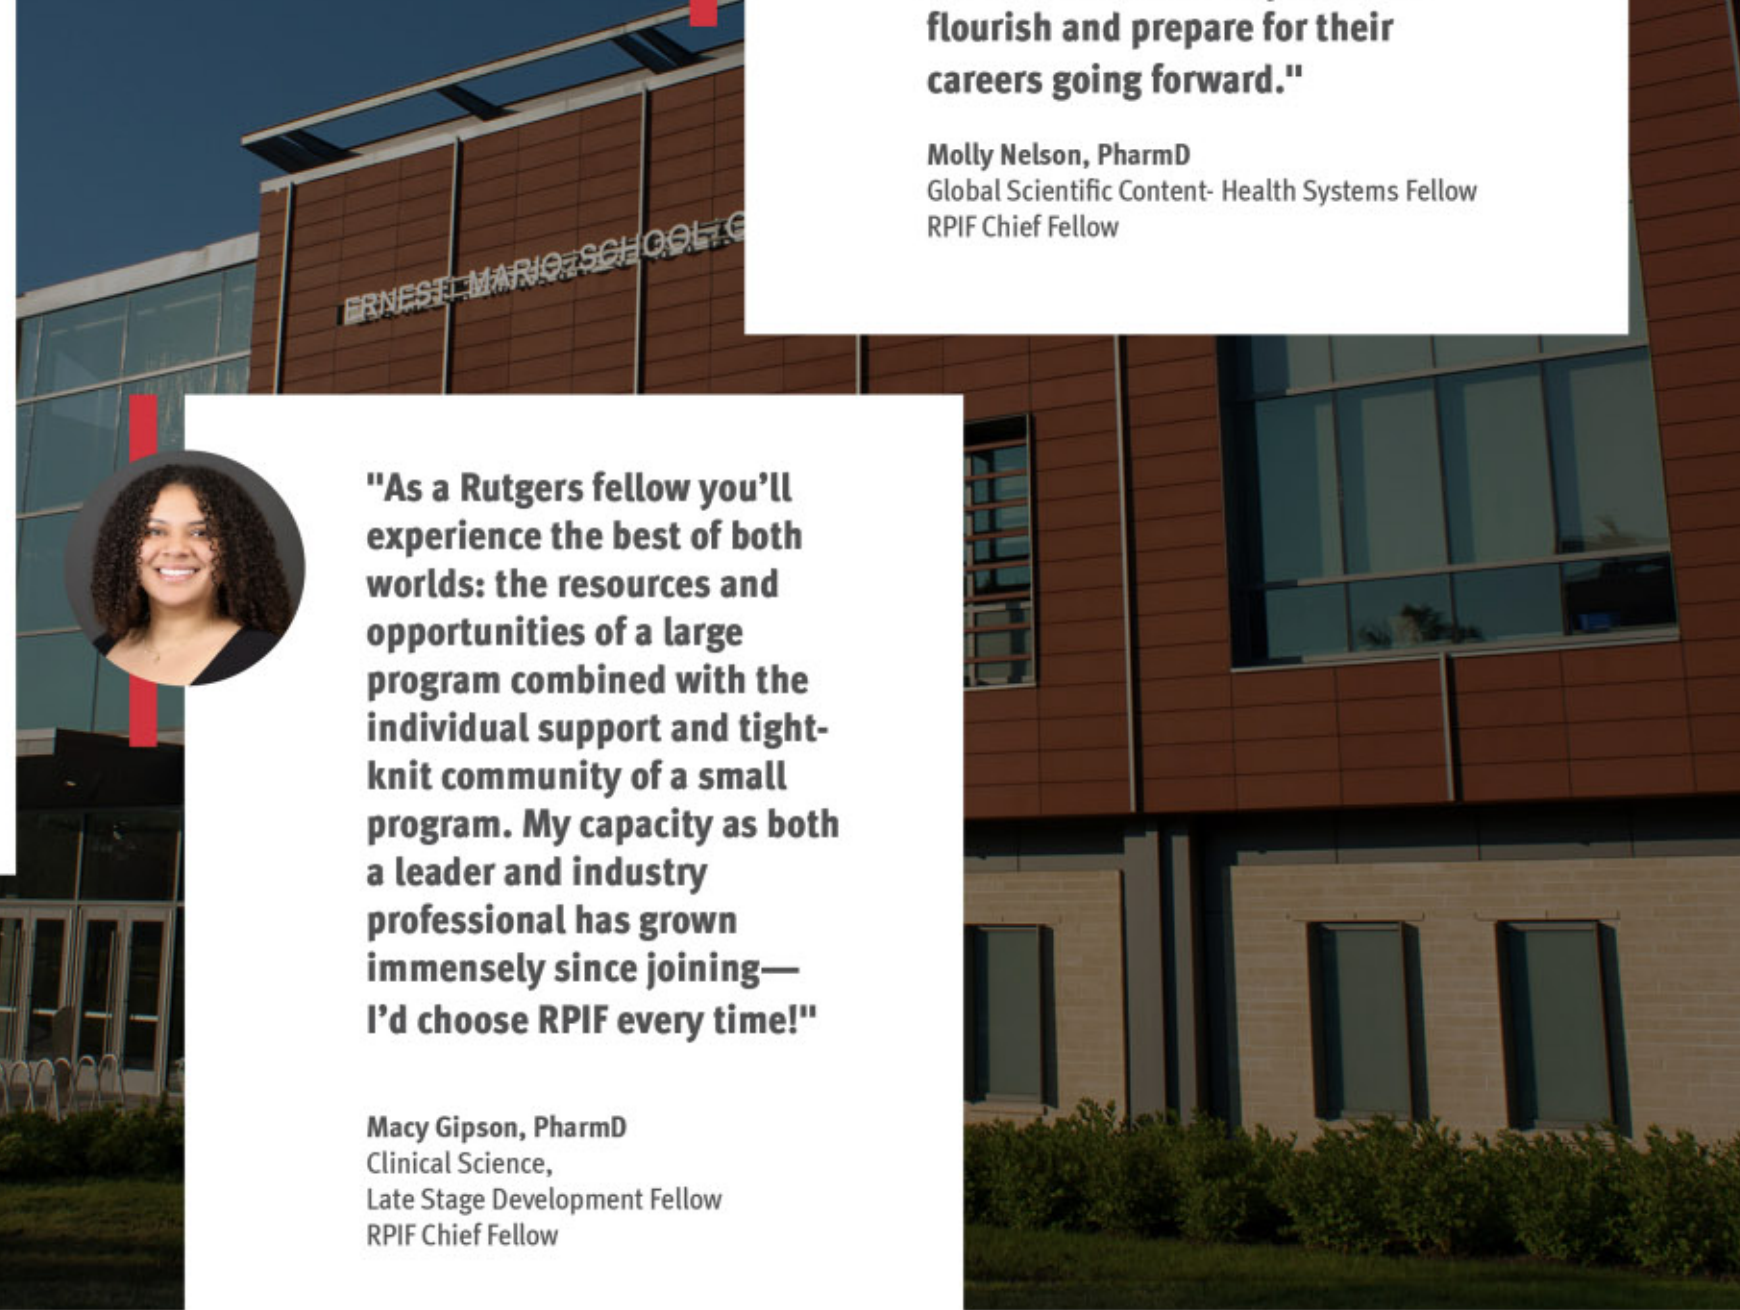 flourish and prepare for their
careers going forward."
Molly Nelson, PharmD
Global Scientific Content- Health Systems Fellow
RPIF Chief Fellow
ERNEST MARIO SCHOOL
"As a Rutgers fellow you’ll
experience the best of both
worlds: the resources and
opportunities of a large
program combined with the
individual support and tight-
knit community of a small
program. My capacity as both
a leader and industry
professional has grown
immensely since joining—
I’d choose RPIF every time!"
Macy Gipson, PharmD
Clinical Science,
Late Stage Development Fellow
RPIF Chief Fellow